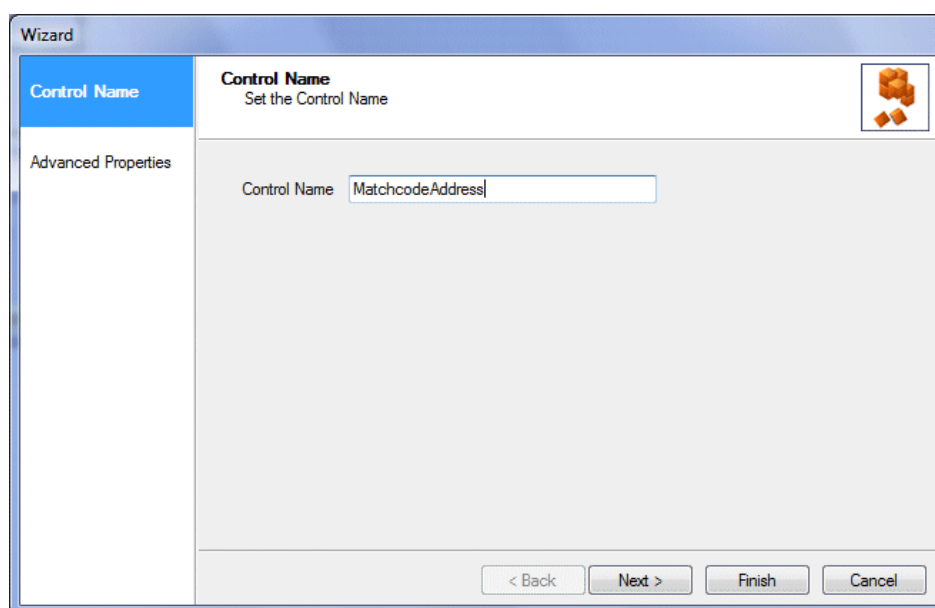 Wizard
Control Name
Advanced Properties
Control Name
Set the Control Name
Control Name MatchcodeAddress
< Back Next > Finish Cancel